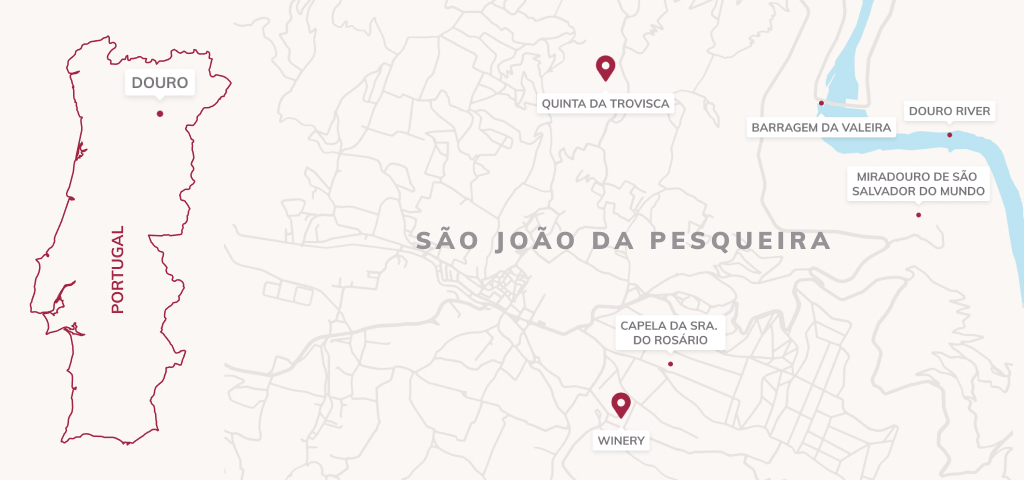 DOURO
PORTUGAL
QUINTA DA TROVISCA
BARRAGEM DA VALEIRA
DOURO RIVER
MIRADOURO DE SÃO
SALVADOR DO MUNDO
SÃO JOÃO DA PESQUEIRA
CAPELA DA SRA.
DO ROSÁRIO
WINERY